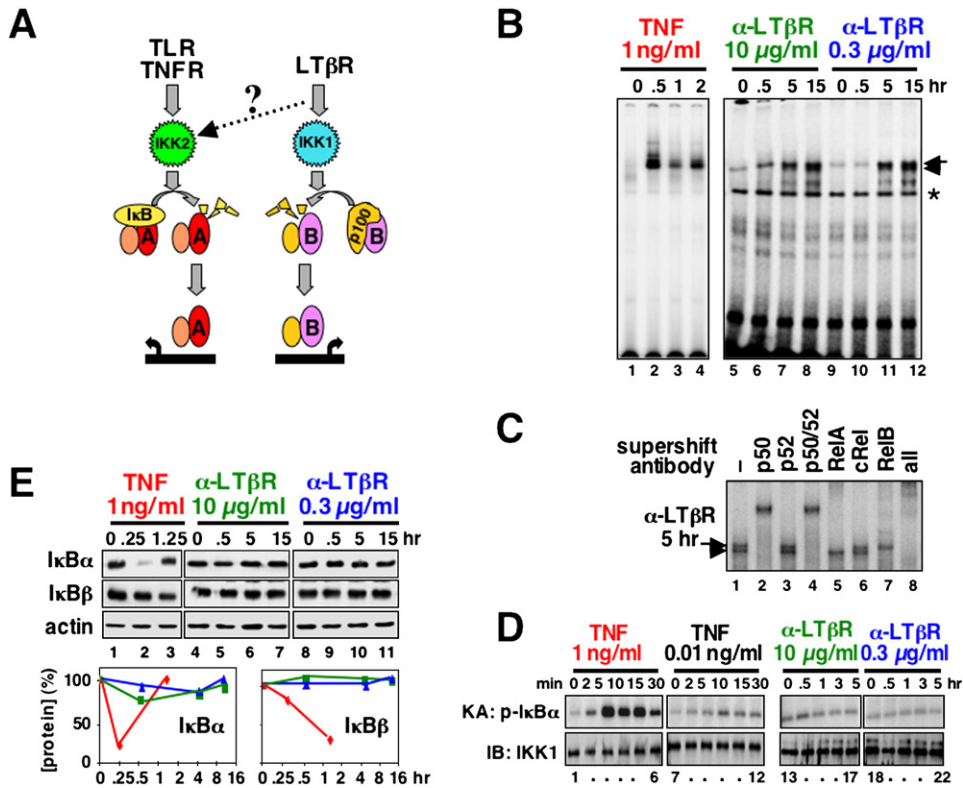 A
TLR
TNFR
LTβR
?
IKK2
IKK1
IκB
A
A
B
p100
B
A
B
B
TNF
1 ng/ml
α-LTβR
10 µg/ml
α-LTβR
0.3 µg/ml
0 .5 1 2
0 .5 5 15 0 .5 5 15 hr
*
1 2 3 4 5 6 7 8 9 10 11 12
C
supershift
antibody
– p50 p52 p50/52 RelA cRel RelB all
α-LTβR
5 hr
1 2 3 4 5 6 7 8
D
TNF
1 ng/ml
TNF
0.01 ng/ml
α-LTβR
10 µg/ml
α-LTβR
0.3 µg/ml
min 0 2 5 10 15 30 0 2 5 10 15 30 0 .5 1 3 5 0 .5 1 3 5 hr
KA: p-IκBα
IB: IKK1
1 . . . . 6 7 . . . . 12 13 . . . 17 18 . . . 22
E
TNF
1ng/ml
α-LTβR
10 µg/ml
α-LTβR
0.3 µg/ml
0 .25 1.25 0 .5 5 15 0 .5 5 15 hr
IκBα
IκBβ
actin
1 2 3 4 5 6 7 8 9 10 11
[protein] (%)
100
50
0
IκBα
IκBβ
0 .25 .5 1 2 4 8 16 0 .25 .5 1 2 4 8 16 hr